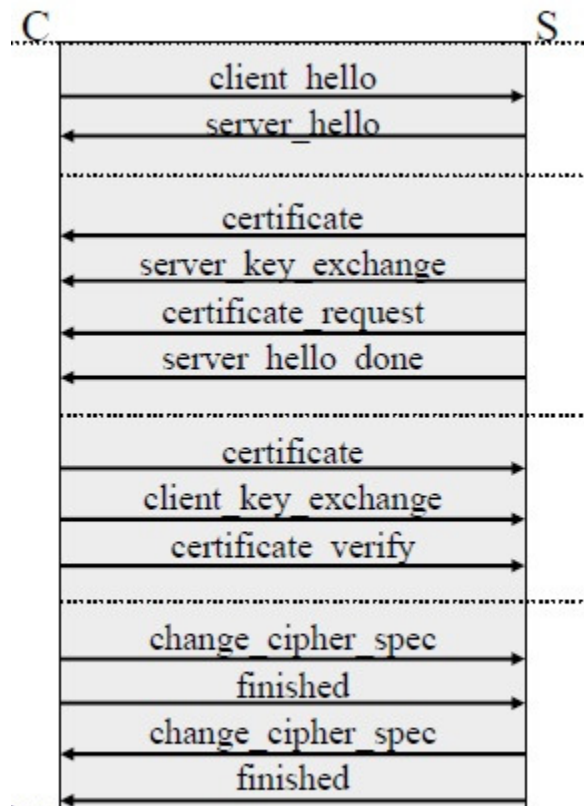 C S
client_hello
server_hello
certificate
server_key_exchange
certificate_request
server_hello_done
certificate
client_key_exchange
certificate_verify
change_cipher_spec
finished
change_cipher_spec
finished